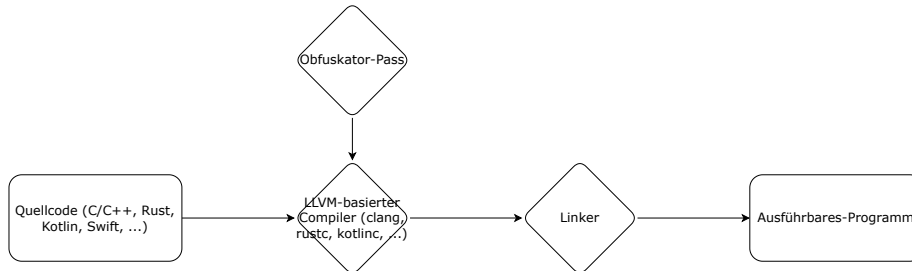 Obfuskator-Pass
Quellcode (C/C++, Rust,
Kotlin, Swift, ...)
LLVM-basierter
Compiler (clang,
rustc, kotlinc, ...)
Linker
Ausführbares-Programm